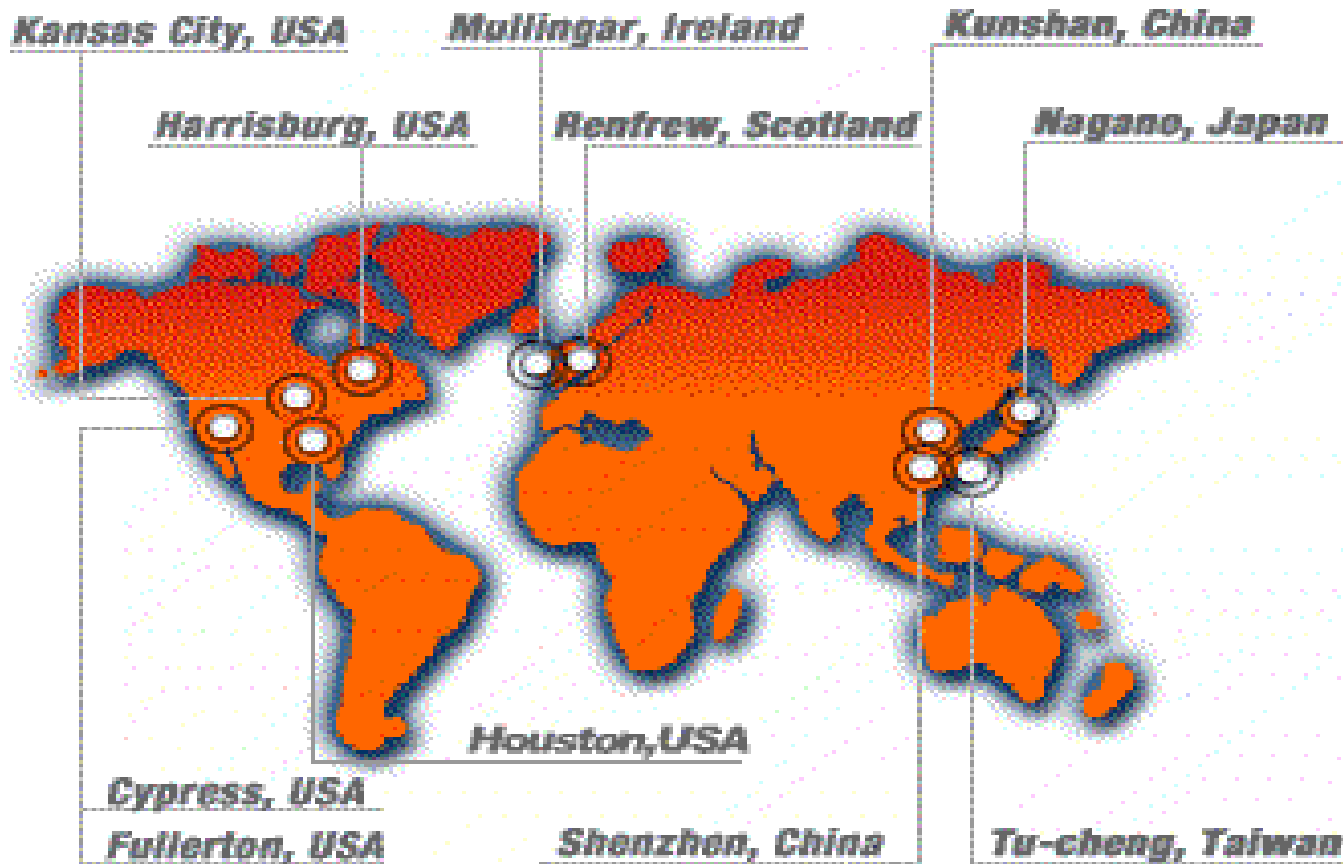 Kansas City, USA
Mullingar, Ireland
Kunshan, China
Harrisburg, USA
Renfrew, Scotland
Nagano, Japan
Houston,USA
Cypress, USA
Fullerton, USA
Shenzhen, China
Tu-cheng, Taiwan